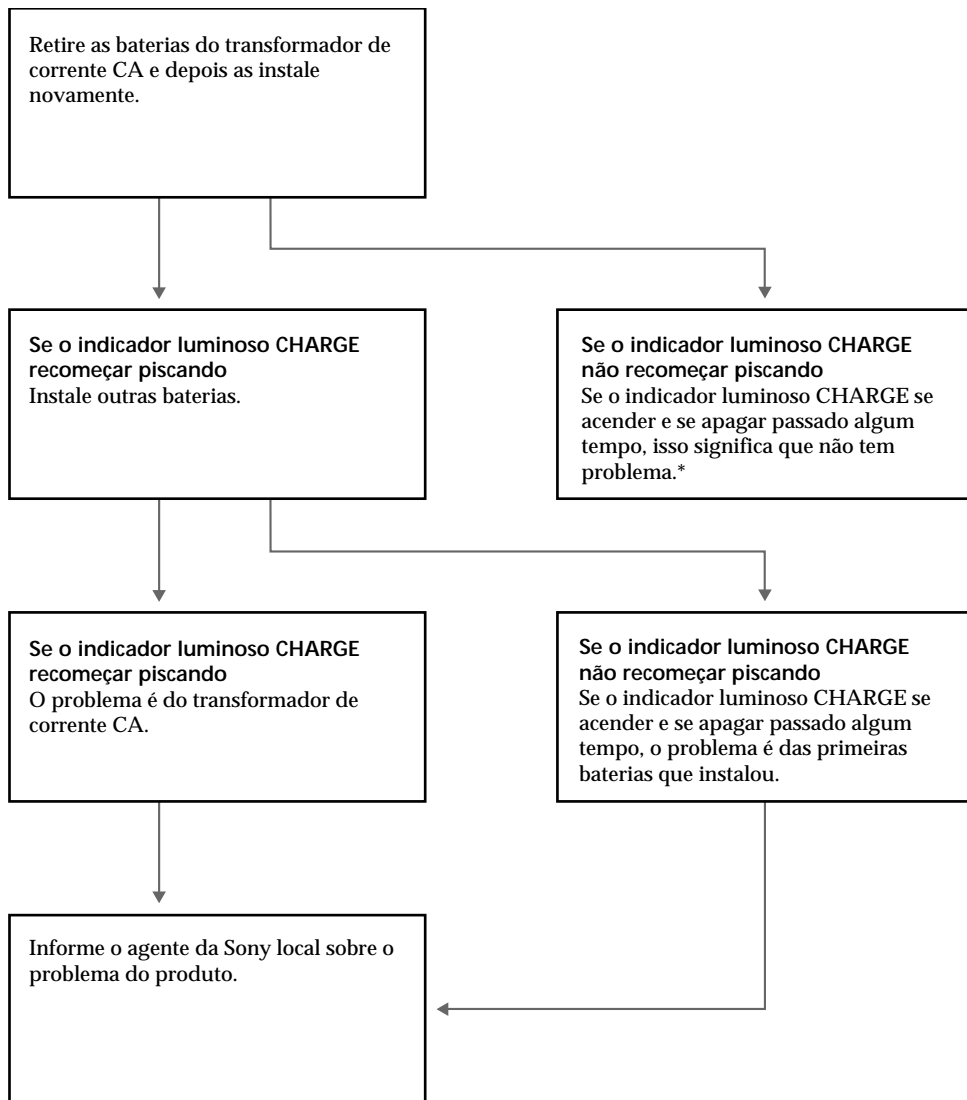 Retire as baterias do transformador de
corrente CA e depois as instale
novamente.
Se o indicador luminoso CHARGE
recomeçar piscando
Instale outras baterias.
Se o indicador luminoso CHARGE
não recomeçar piscando
Se o indicador luminoso CHARGE se
acender e se apagar passado algum
tempo, isso significa que não tem
problema.*
Se o indicador luminoso CHARGE
recomeçar piscando
O problema é do transformador de
corrente CA.
Se o indicador luminoso CHARGE
não recomeçar piscando
Se o indicador luminoso CHARGE se
acender e se apagar passado algum
tempo, o problema é das primeiras
baterias que instalou.
Informe o agente da Sony local sobre o
problema do produto.